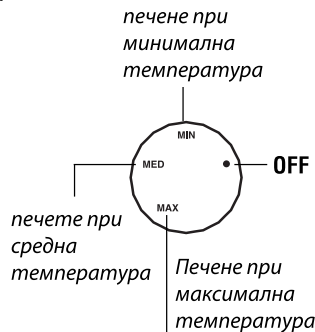 печене при
минимална
температура
MIN
MED
OFF
MAX
печете при
средна
температура
Печене при
максимална
температура